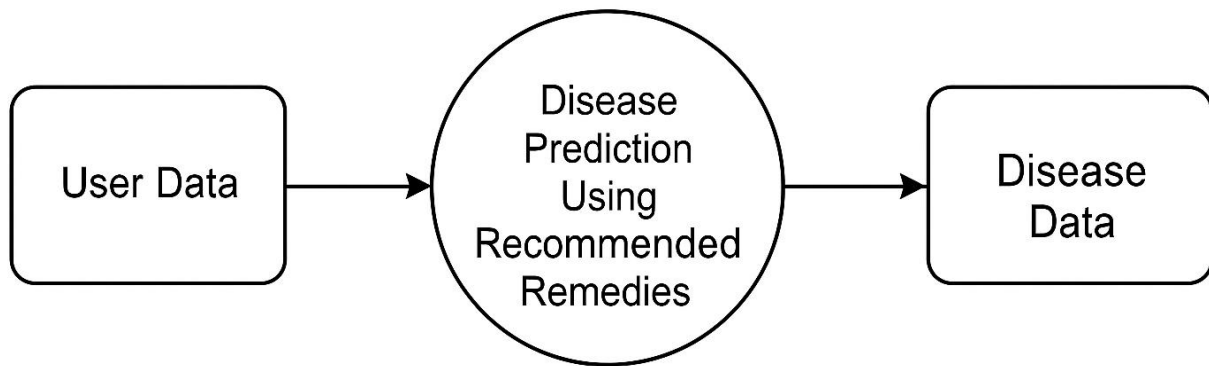 User Data
Disease
Prediction
Using
Recommended
Remedies
Disease
Data